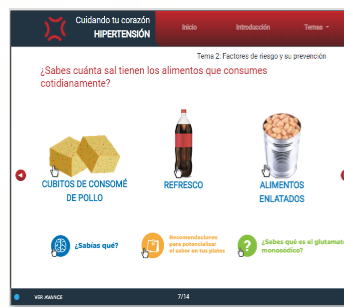 Cuidando tu corazón
HIPERTENSIÓN
Inicio
Introducción
Temas
Tema 2: Factores de riesgo y su prevención
¿Sabes cuánta sal tienen los alimentos que consumes
cotidianamente?
CUBITOS DE CONSOMÉ
DE POLLO
REFRESCO
ALIMENTOS
ENLATADOS
¿Sabías qué?
Recomendaciones
para potencializar
el sabor en tus platos
¿Sabes qué es el glutamato
monosódico?
VER AVANCE
7/14